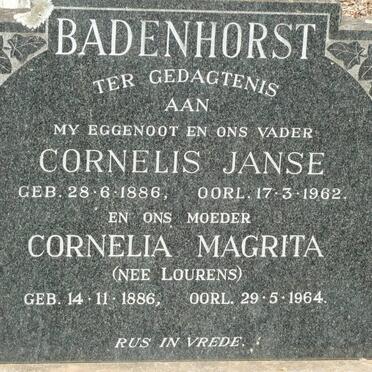 BADENHORST
TER GEDAGTENIS
AAN
MY EGGENOOT EN ONS VADER
CORNELIS JANSE
GEB. 28·6·1886, OORL. 17·3·1962.
EN ONS MOEDER
CORNELIA MAGRITA
(NEE LOURENS)
GEB. 14·11·1886, OORL. 29·5·1964.
RUS IN VREDE.